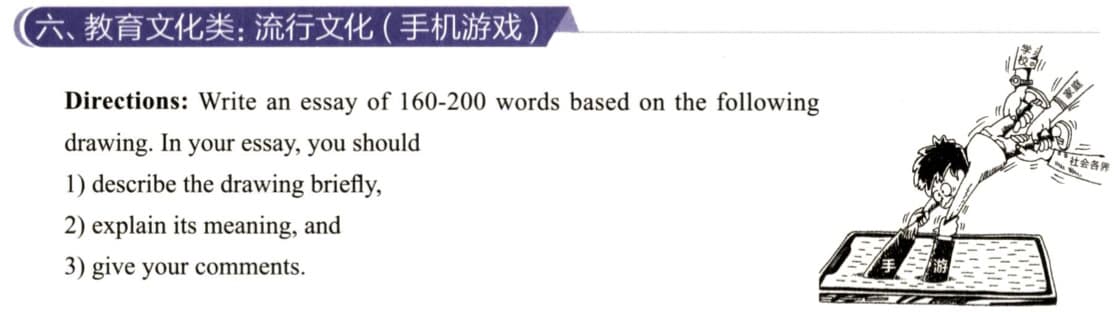 六、教育文化类：流行文化（手机游戏）
Directions: Write an essay of 160-200 words based on the following
drawing. In your essay, you should
1) describe the drawing briefly,
2) explain its meaning, and
3) give your comments.
学校
家庭
社会各界
手 游